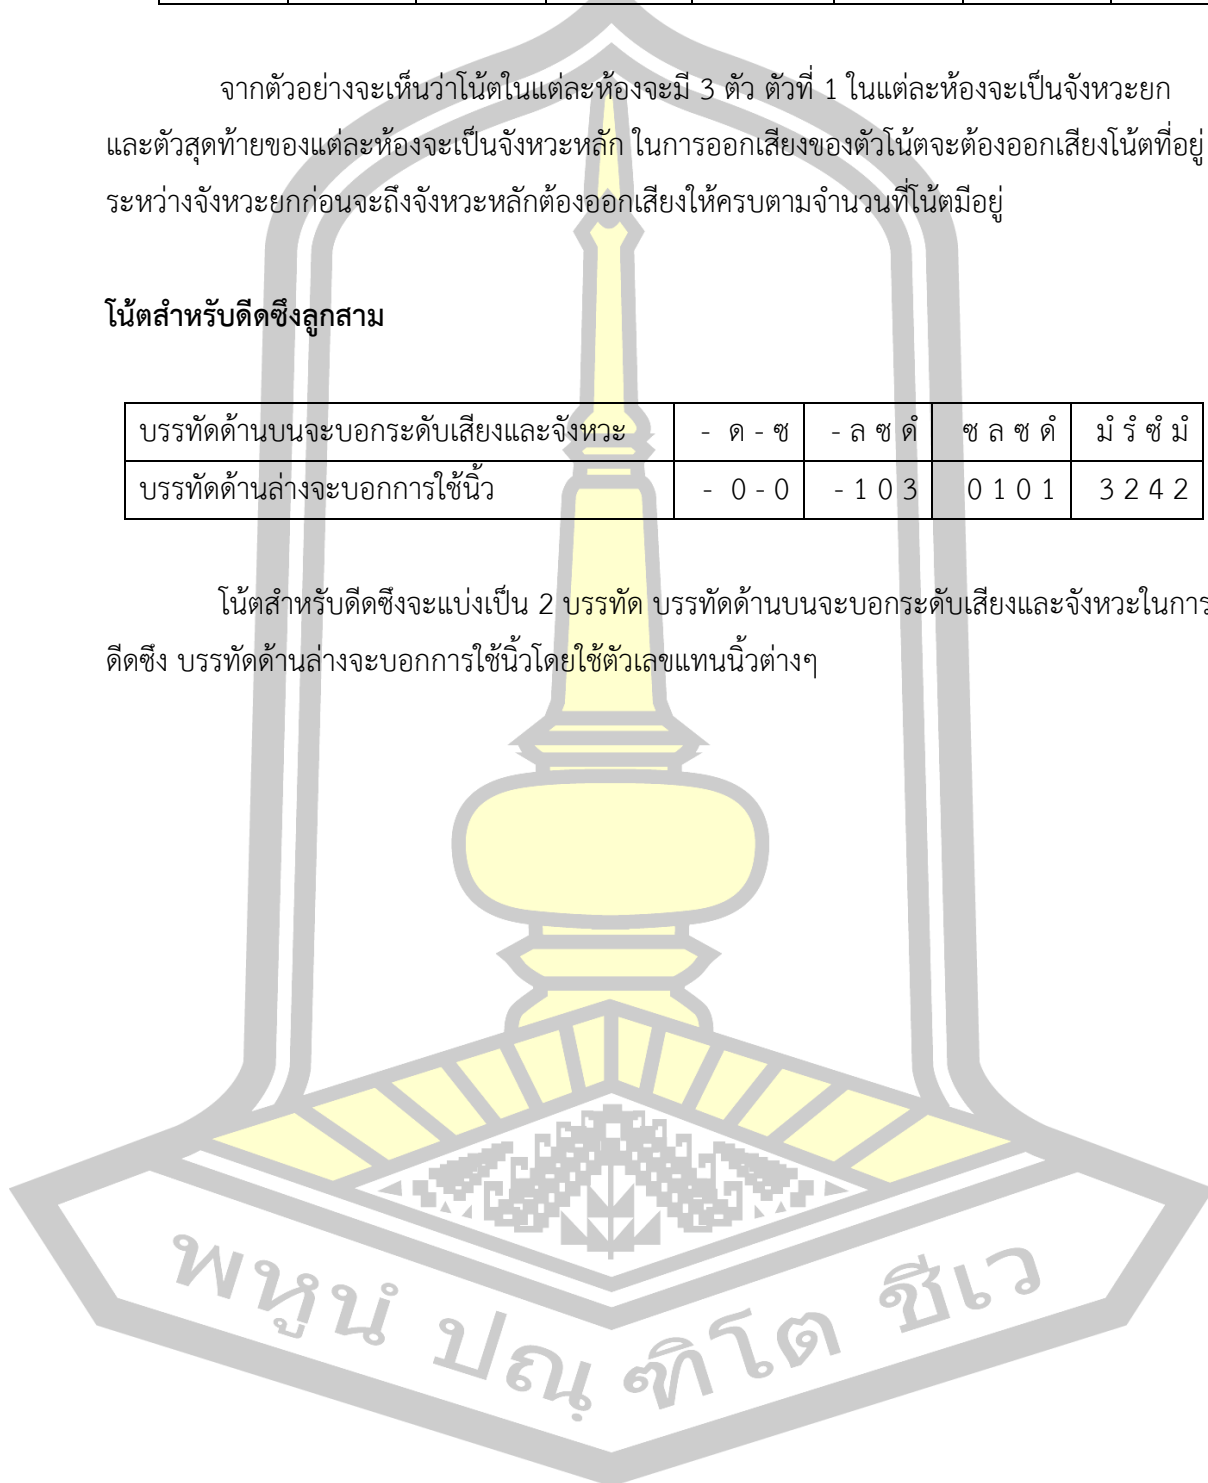 จากตัวอย่างจะเห็นว่าโน้ตในแต่ละห้องจะมี 3 ตัว ตัวที่ 1 ในแต่ละห้องจะเป็นจังหวะยก
และตัวสุดท้ายของแต่ละห้องจะเป็นจังหวะหลัก ในการออกเสียงของตัวโน้ตจะต้องออกเสียงโน้ตที่อยู่
ระหว่างจังหวะยกก่อนจะถึงจังหวะหลักต้องออกเสียงให้ครบตามจำนวนที่โน้ตมีอยู่
โน้ตสำหรับดีดซึงลูกสาม
บรรทัดด้านบนจะบอกระดับเสียงและจังหวะ - ด - ซ - ล ซ ดํ ซ ล ซ ดํ มํ รํ ซํ มํ
บรรทัดด้านล่างจะบอกการใช้นิ้ว - 0 - 0 - 1 0 3 0 1 0 1 3 2 4 2
โน้ตสำหรับดีดซึงจะแบ่งเป็น 2 บรรทัด บรรทัดด้านบนจะบอกระดับเสียงและจังหวะในการ
ดีดซึง บรรทัดด้านล่างจะบอกการใช้นิ้วโดยใช้ตัวเลขแทนนิ้วต่างๆ
พหูนํ ปณฺฑิโต ชีเว